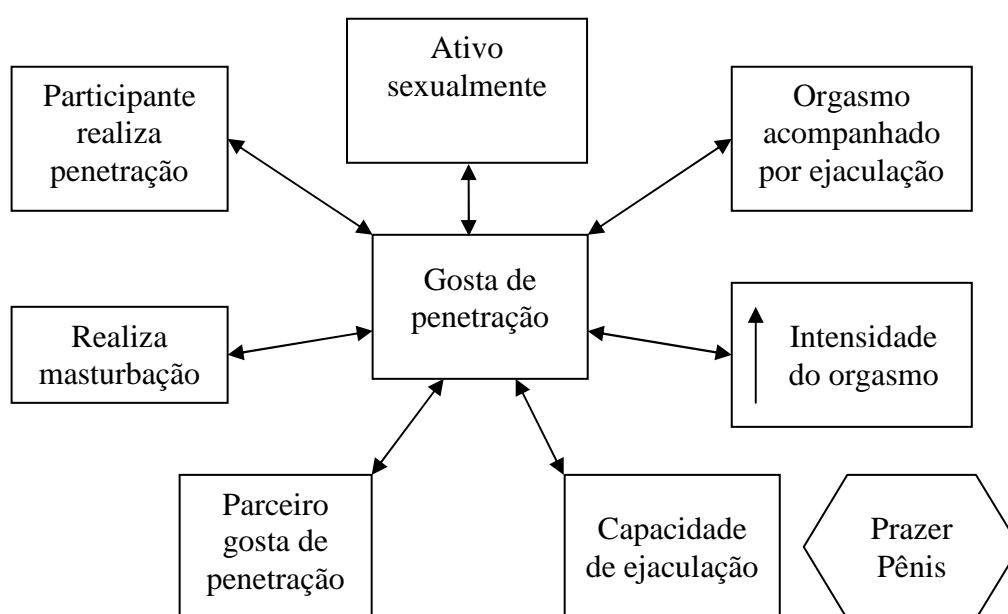 Ativo
sexualmente
Participante
realiza
penetração
Orgasmo
acompanhado
por ejaculação
Gosta de
penetração
Realiza
masturbação
Intensidade
do orgasmo
Parceiro
gosta de
penetração
Capacidade
de ejaculação
Prazer
Pênis